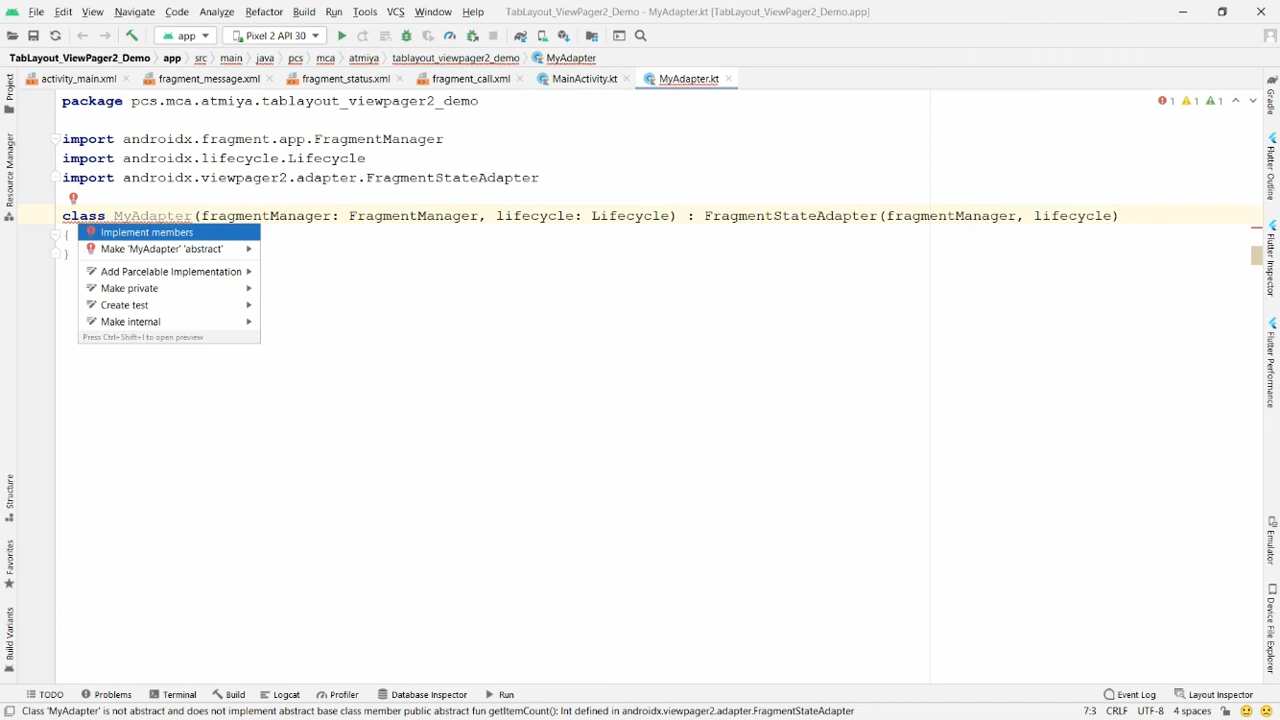 File Edit View Navigate Code Analyze Refactor Build Run Tools VCS Window Help TabLayout_ViewPager2_Demo - MyAdapter.kt [TabLayout_ViewPager2_Demo.app]
app Pixel 2 API 30
TabLayout_ViewPager2_Demo app src main java pcs mca atmiya tablayout_viewpager2_demo MyAdapter
activity_main.xml fragment_message.xml fragment_status.xml fragment_call.xml MainActivity.kt MyAdapter.kt
package pcs.mca.atmiya.tablayout_viewpager2_demo
1 1 1
import androidx.fragment.app.FragmentManager
import androidx.lifecycle.Lifecycle
import androidx.viewpager2.adapter.FragmentStateAdapter
class MyAdapter(fragmentManager: FragmentManager, lifecycle: Lifecycle) : FragmentStateAdapter(fragmentManager, lifecycle)
{
}
Implement members
Make 'MyAdapter' 'abstract'
Add Parcelable Implementation
Make private
Create test
Make internal
Press Ctrl+Shift+I to open preview
Project
Resource Manager
Structure
Favorites
Build Variants
Gradle
Flutter Outline
Flutter Inspector
Flutter Performance
Emulator
Device File Explorer
TODO Problems Terminal Build Logcat Profiler Database Inspector Run Event Log Layout Inspector
Class 'MyAdapter' is not abstract and does not implement abstract base class member public abstract fun getItemCount(): Int defined in androidx.viewpager2.adapter.FragmentStateAdapter 7:3 CRLF UTF-8 4 spaces